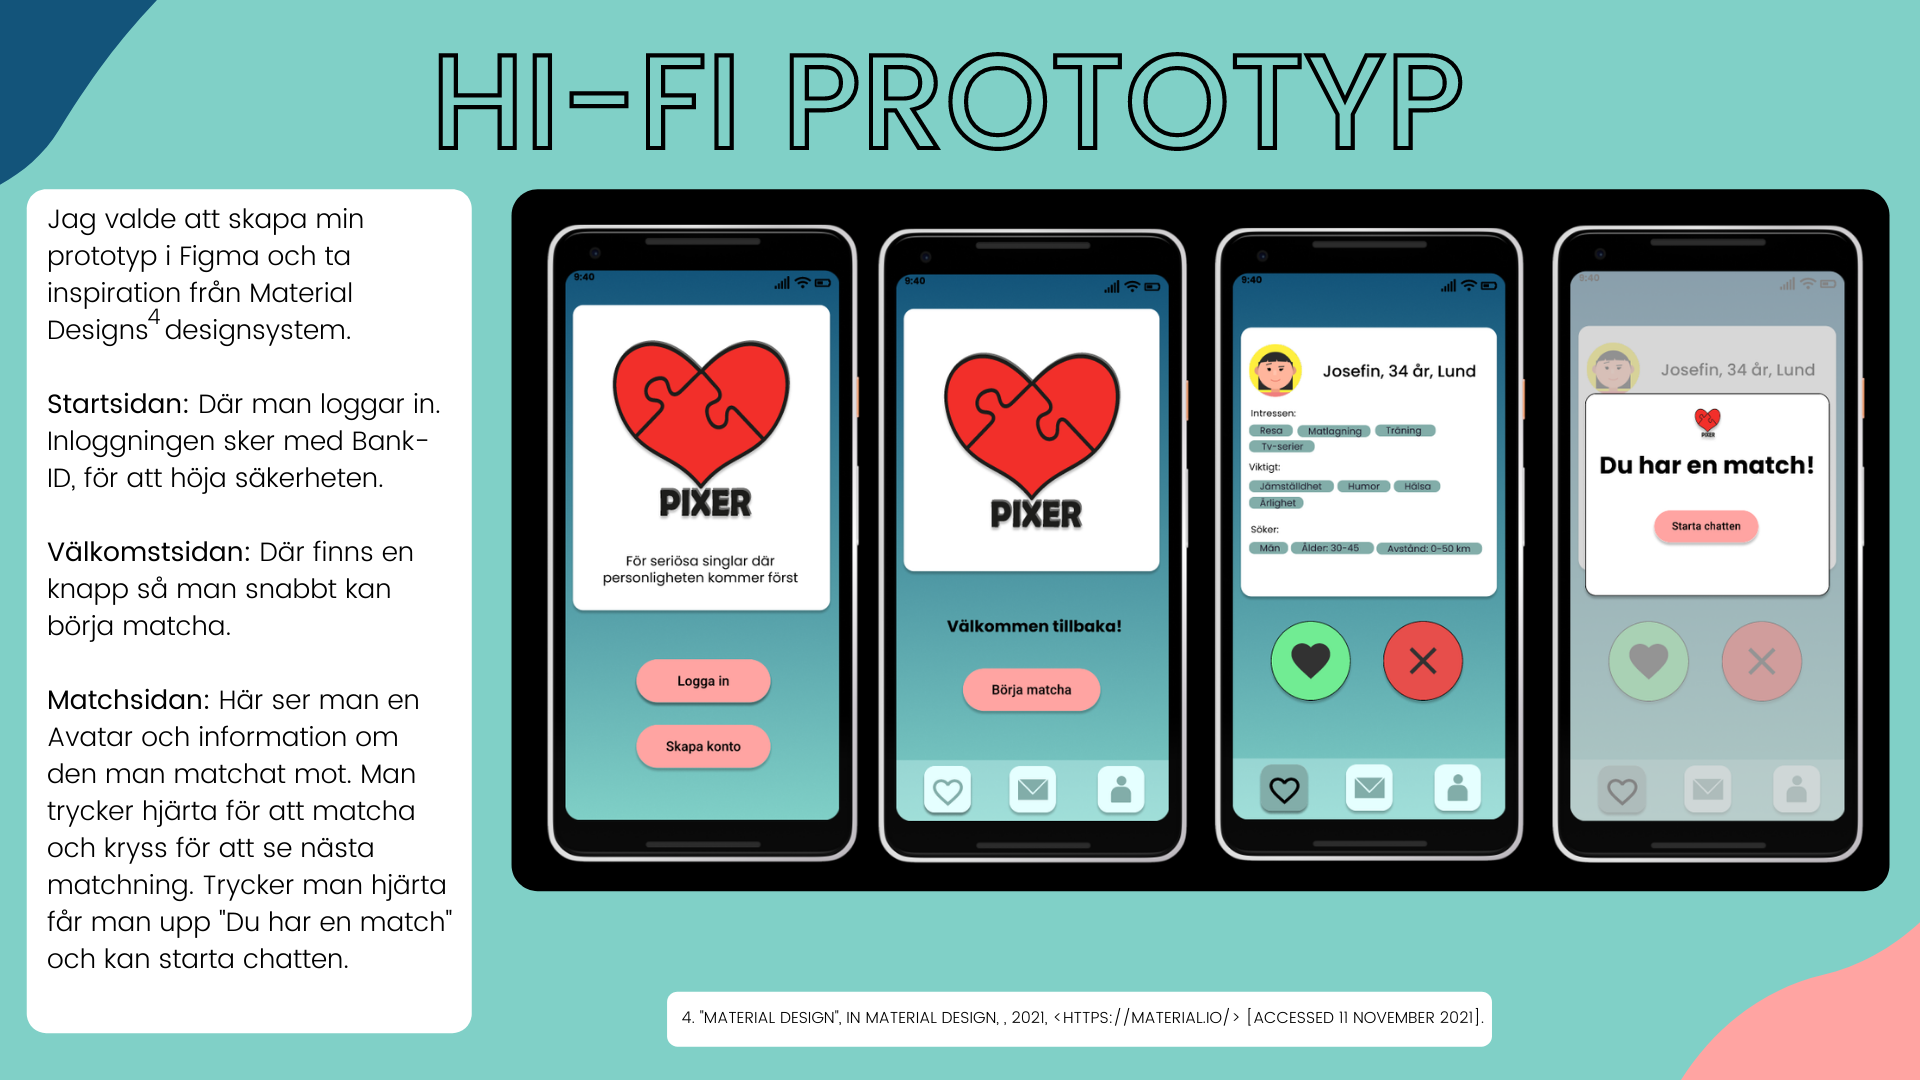 HI-FI PROTOTYP
Jag valde att skapa min
prototyp i Figma och ta
inspiration från Material
Designs4 designsystem.
Startsidan: Där man loggar in.
Inloggningen sker med Bank-
ID, för att höja säkerheten.
Välkomstsidan: Där finns en
knapp så man snabbt kan
börja matcha.
Matchsidan: Här ser man en
Avatar och information om
den man matchat mot. Man
trycker hjärta för att matcha
och kryss för att se nästa
matchning. Trycker man hjärta
får man upp "Du har en match"
och kan starta chatten.
9:40
PIXER
För seriösa singlar där
personligheten kommer först
Logga in
Skapa konto
9:40
PIXER
Välkommen tillbaka!
Börja matcha
9:40
Josefin, 34 år, Lund
Intressen:
Resa Matlagning Träning
Tv-serier
Viktigt:
Jämställdhet Humor Hälsa
Ärlighet
Söker:
Män Ålder: 30-45 Avstånd: 0-50 km
9:40
Josefin, 34 år, Lund
PIXER
Du har en match!
Starta chatten
4. "MATERIAL DESIGN", IN MATERIAL DESIGN, , 2021, <HTTPS://MATERIAL.IO/> [ACCESSED 11 NOVEMBER 2021].